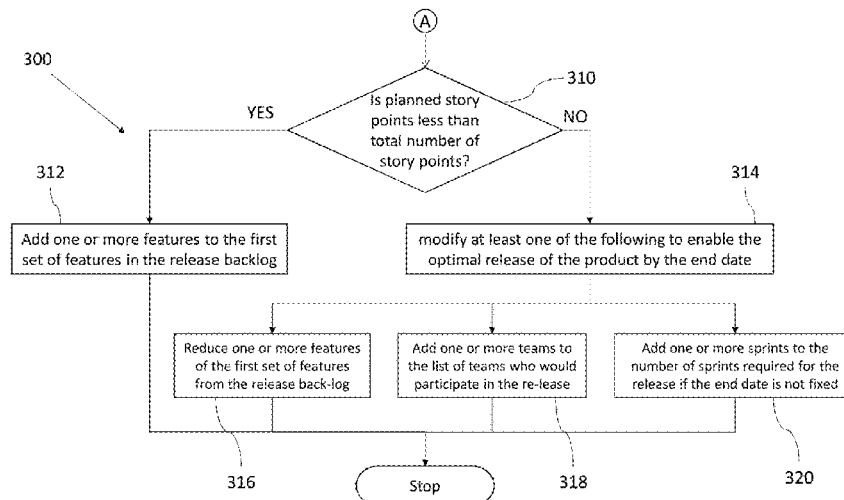 A
300
310
Is planned story
points less than
total number of
story points?
YES
NO
312
314
Add one or more features to the first
set of features in the release backlog
modify at least one of the following to enable the
optimal release of the product by the end date
Reduce one or more features
of the first set of features
from the release back-log
Add one or more teams to
the list of teams who would
participate in the re-lease
Add one or more sprints to the
number of sprints required for the
release if the end date is not fixed
316
318
320
Stop